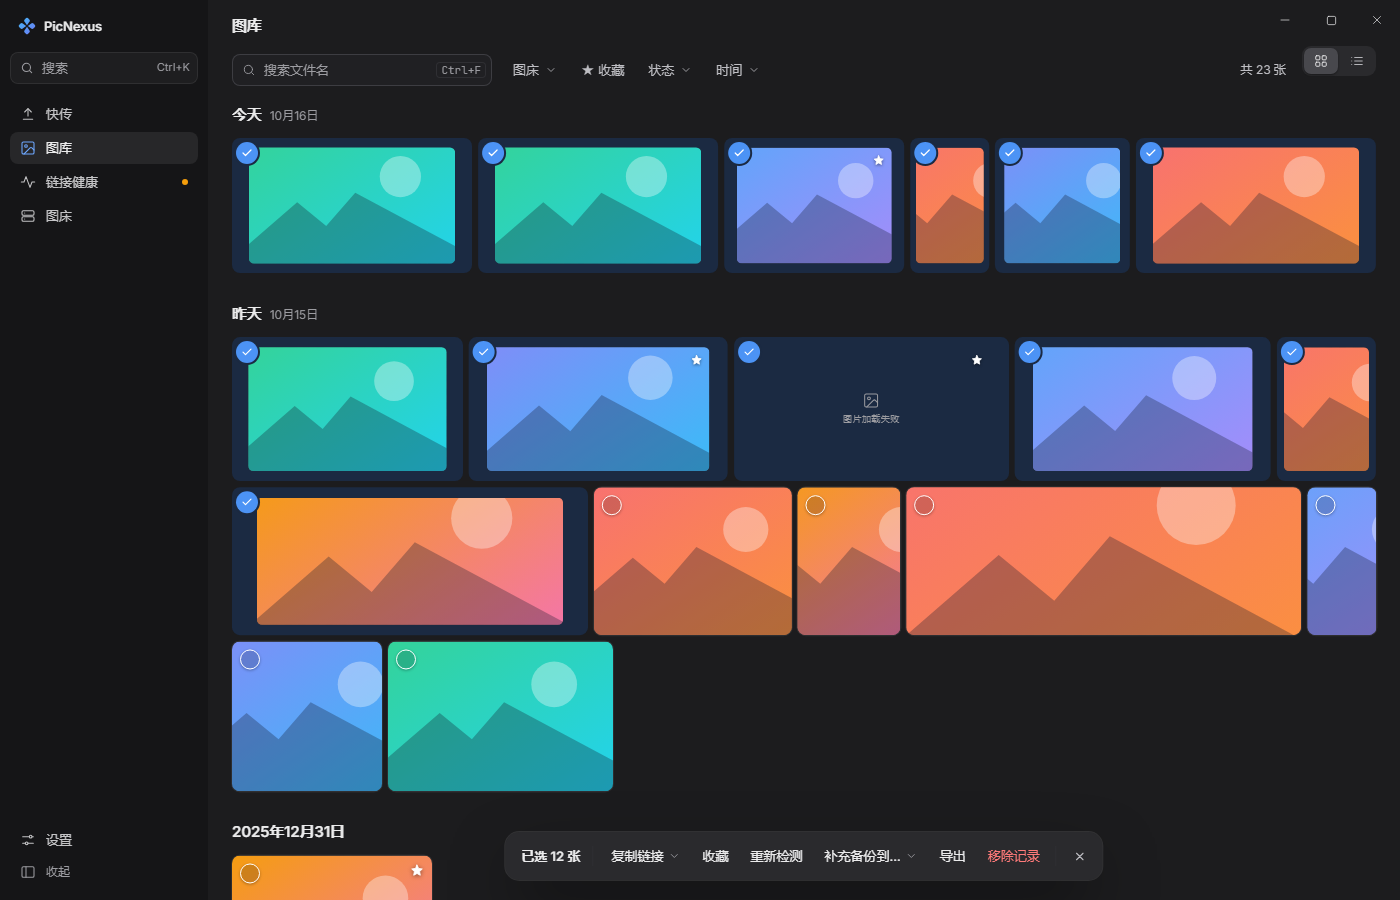 PicNexus
搜索 Ctrl+K
快传
图库
链接健康
图床
设置
收起
图库
搜索文件名 Ctrl+F 图床 ★ 收藏 状态 时间 共 23 张
今天 10月16日
昨天 10月15日
图片加载失败
2025年12月31日
已选 12 张 复制链接 收藏 重新检测 补充备份到... 导出 移除记录